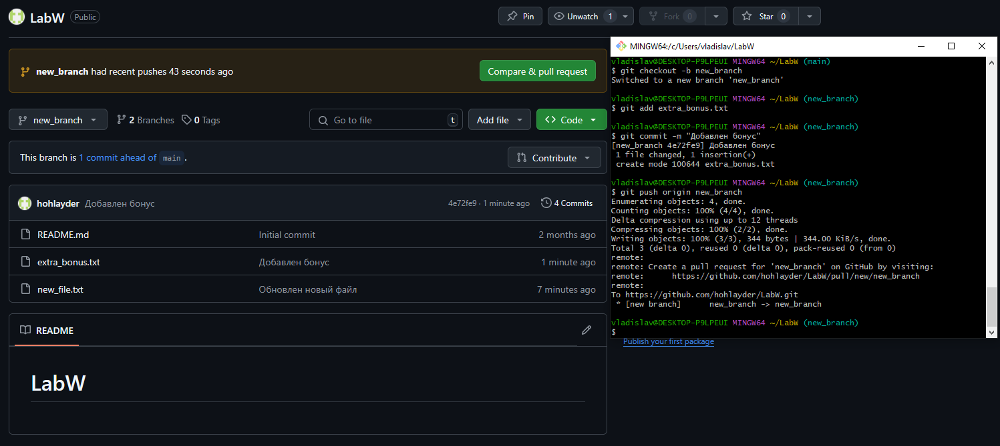 LabW Public
Pin
Unwatch 1
Fork 0
Star 0
new_branch had recent pushes 43 seconds ago
Compare & pull request
new_branch
2 Branches
0 Tags
Go to file
t
Add file
Code
This branch is 1 commit ahead of main .
Contribute
hohlayder Добавлен бонус
4e72fe9 · 1 minute ago
4 Commits
README.md Initial commit 2 months ago
extra_bonus.txt Добавлен бонус 1 minute ago
new_file.txt Обновлен новый файл 7 minutes ago
README
LabW
MINGW64:/c/Users/vladislav/LabW
vladislav@DESKTOP-P9LPEUI MINGW64 ~/LabW (main)
$ git checkout -b new_branch
Switched to a new branch 'new_branch'
vladislav@DESKTOP-P9LPEUI MINGW64 ~/LabW (new_branch)
$ git add extra_bonus.txt
vladislav@DESKTOP-P9LPEUI MINGW64 ~/LabW (new_branch)
$ git commit -m "Добавлен бонус"
[new_branch 4e72fe9] Добавлен бонус
1 file changed, 1 insertion(+)
create mode 100644 extra_bonus.txt
vladislav@DESKTOP-P9LPEUI MINGW64 ~/LabW (new_branch)
$ git push origin new_branch
Enumerating objects: 4, done.
Counting objects: 100% (4/4), done.
Delta compression using up to 12 threads
Compressing objects: 100% (2/2), done.
Writing objects: 100% (3/3), 344 bytes | 344.00 KiB/s, done.
Total 3 (delta 0), reused 0 (delta 0), pack-reused 0 (from 0)
remote:
remote: Create a pull request for 'new_branch' on GitHub by visiting:
remote:      https://github.com/hohlayder/LabW/pull/new/new_branch
remote:
To https://github.com/hohlayder/LabW.git
* [new branch]      new_branch -> new_branch
vladislav@DESKTOP-P9LPEUI MINGW64 ~/LabW (new_branch)
$
Publish your first package